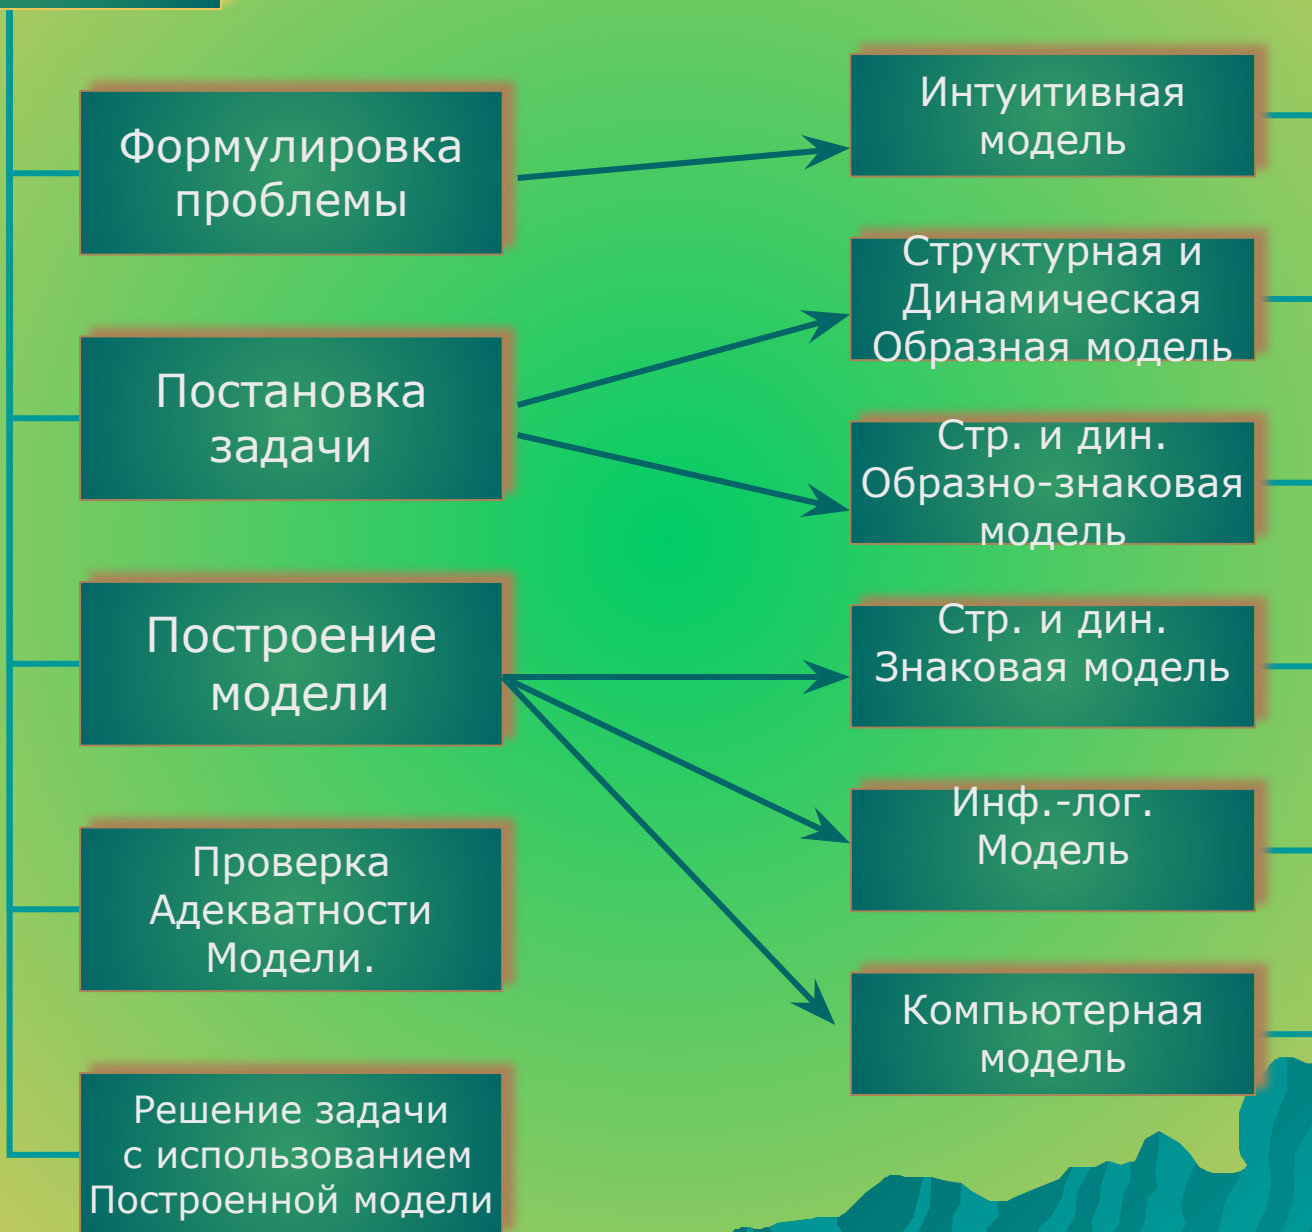 Формулировка
проблемы
Постановка
задачи
Построение
модели
Проверка
Адекватности
Модели.
Решение задачи
с использованием
Построенной модели
Интуитивная
модель
Структурная и
Динамическая
Образная модель
Стр. и дин.
Образно-знаковая
модель
Стр. и дин.
Знаковая модель
Инф.-лог.
Модель
Компьютерная
модель